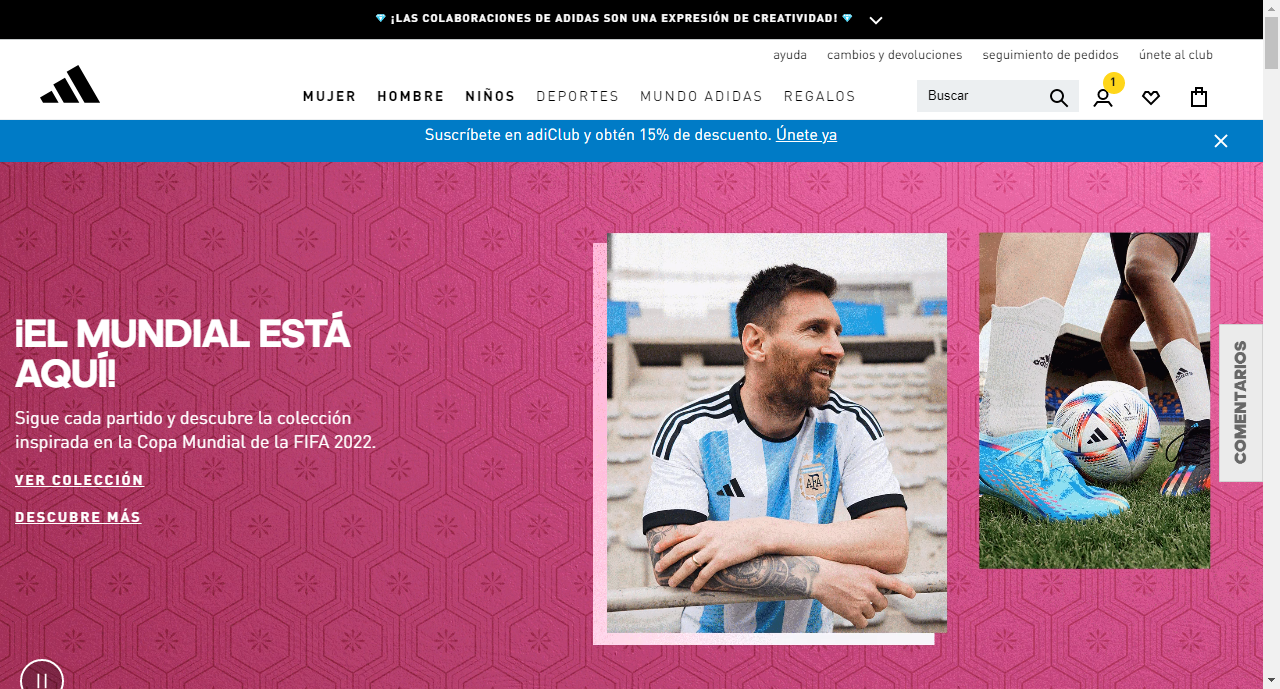 ¡LAS COLABORACIONES DE ADIDAS SON UNA EXPRESIÓN DE CREATIVIDAD!
ayuda cambios y devoluciones seguimiento de pedidos únete al club
MUJER HOMBRE NIÑOS DEPORTES MUNDO ADIDAS REGALOS
Buscar
1
Suscríbete en adiClub y obtén 15% de descuento. Únete ya
¡EL MUNDIAL ESTÁ
AQUÍ!
Sigue cada partido y descubre la colección
inspirada en la Copa Mundial de la FIFA 2022.
VER COLECCIÓN
DESCUBRE MÁS
AFA
adidas
COMENTARIOS